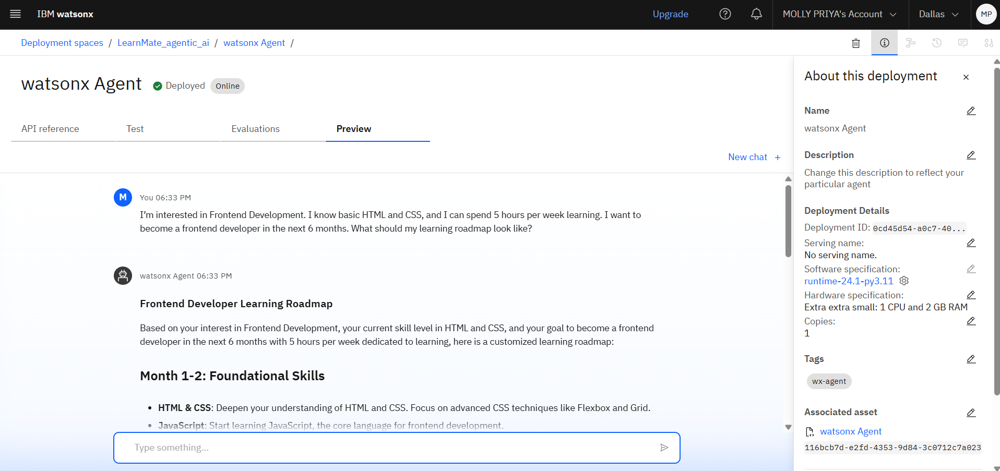 IBM watsonx
Upgrade
MOLLY PRIYA's Account
Dallas
MP
Deployment spaces / LearnMate_agentic_ai / watsonx Agent /
watsonx Agent
Deployed
Online
API reference
Test
Evaluations
Preview
New chat +
M
You 06:33 PM
I’m interested in Frontend Development. I know basic HTML and CSS, and I can spend 5 hours per week learning. I want to
become a frontend developer in the next 6 months. What should my learning roadmap look like?
watsonx Agent 06:33 PM
Frontend Developer Learning Roadmap
Based on your interest in Frontend Development, your current skill level in HTML and CSS, and your goal to become a frontend
developer in the next 6 months with 5 hours per week dedicated to learning, here is a customized learning roadmap:
Month 1-2: Foundational Skills
• HTML & CSS: Deepen your understanding of HTML and CSS. Focus on advanced CSS techniques like Flexbox and Grid.
• JavaScript: Start learning JavaScript, the core language for frontend development.
Type something...
About this deployment
Name
watsonx Agent
Description
Change this description to reflect your
particular agent
Deployment Details
Deployment ID: 0cd45d54-a0c7-40...
Serving name:
No serving name.
Software specification:
runtime-24.1-py3.11
Hardware specification:
Extra extra small: 1 CPU and 2 GB RAM
Copies:
1
Tags
wx-agent
Associated asset
watsonx Agent
116bcb7d-e2fd-4353-9d84-3c0712c7a023